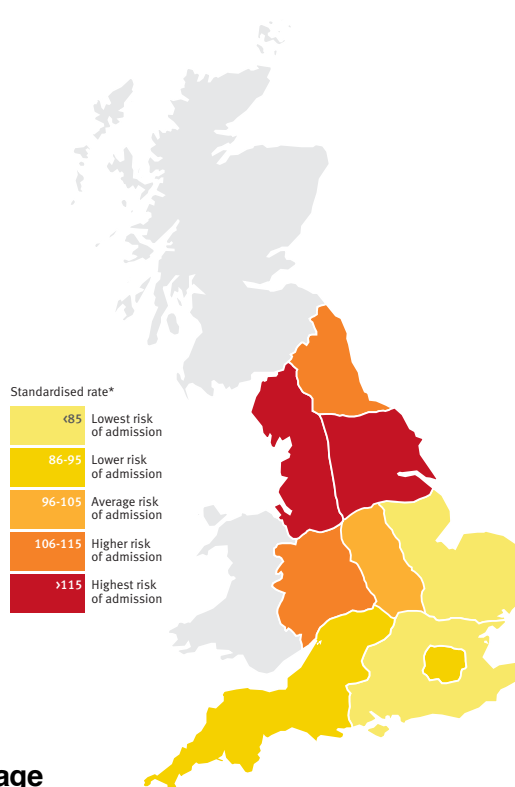 Standardised rate*
<85 Lowest risk
of admission
86-95 Lower risk
of admission
96-105 Average risk
of admission
106-115 Higher risk
of admission
>115 Highest risk
of admission
age